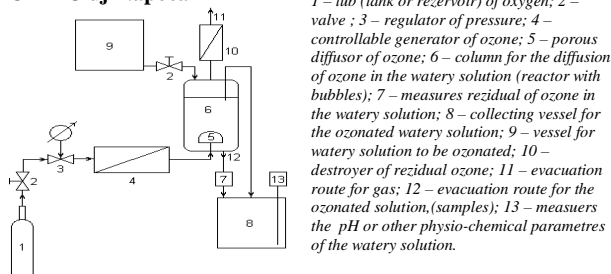 11
9
10
2
6
5
12
3
2
4
7
13
8
1
1 – tub (tank or rezervoir) of oxygen; 2 –
valve ; 3 – regulator of pressure; 4 –
controllable generator of ozone; 5 – porous
diffusor of ozone; 6 – column for the diffusion
of ozone in the watery solution (reactor with
bubbles); 7 – measures rezidual of ozone in
the watery solution; 8 – collecting vessel for
the ozonated watery solution; 9 – vessel for
watery solution to be ozonated; 10 –
destroyer of rezidual ozone; 11 – evacuation
route for gas; 12 – evacuation route for the
ozonated solution,(samples); 13 – measuers
the pH or other physio-chemical parametres
of the watery solution.